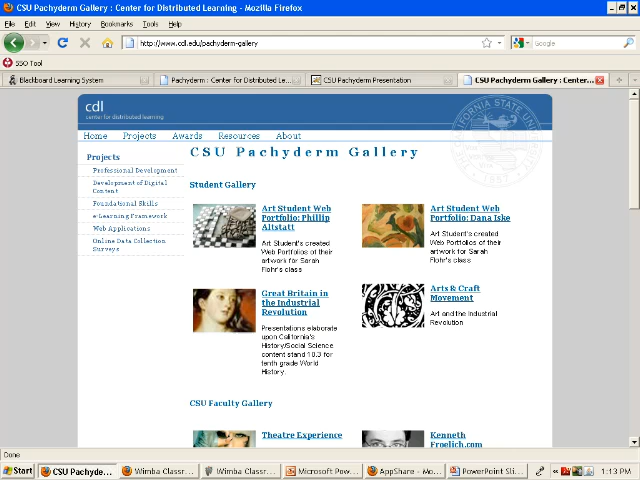 CSU Pachyderm Gallery : Center for Distributed Learning - Mozilla Firefox
File Edit View History Bookmarks Tools Help
http://www.cdl.edu/pachyderm-gallery
Google
SSO Tool
Blackboard Learning System
Pachyderm : Center for Distributed Le...
CSU Pachyderm Presentation
CSU Pachyderm Gallery : Center...
cdl
center for distributed learning
CALIFORNIA STATE UNIVERSITY
1857
Home Projects Awards Resources About
Projects
Professional Development
Development of Digital
Content
Foundational Skills
e-Learning Framework
Web Applications
Online Data Collection
Surveys
CSU Pachyderm Gallery
Student Gallery
Art Student Web
Portfolio: Phillip
Altstatt
Art Student's created
Web Portfolios of their
artwork for Sarah
Flohr's class
Art Student Web
Portfolio: Dana Iske
Art Student's created
Web Portfolios of their
artwork for Sarah
Flohr's class
Great Britain in
the Industrial
Revolution
Presentations elaborate
upon California's
History/Social Science
content stand 10.3 for
tenth grade World
History.
Arts & Craft
Movement
Art and the Industrial
Revolution
CSU Faculty Gallery
Theatre Experience
Kenneth
Froelich.com
Done
Start
CSU Pachyde...
Wimba Classr...
Wimba Classr...
Microsoft Pow...
AppShare - Mo...
PowerPoint Sli...
1:13 PM